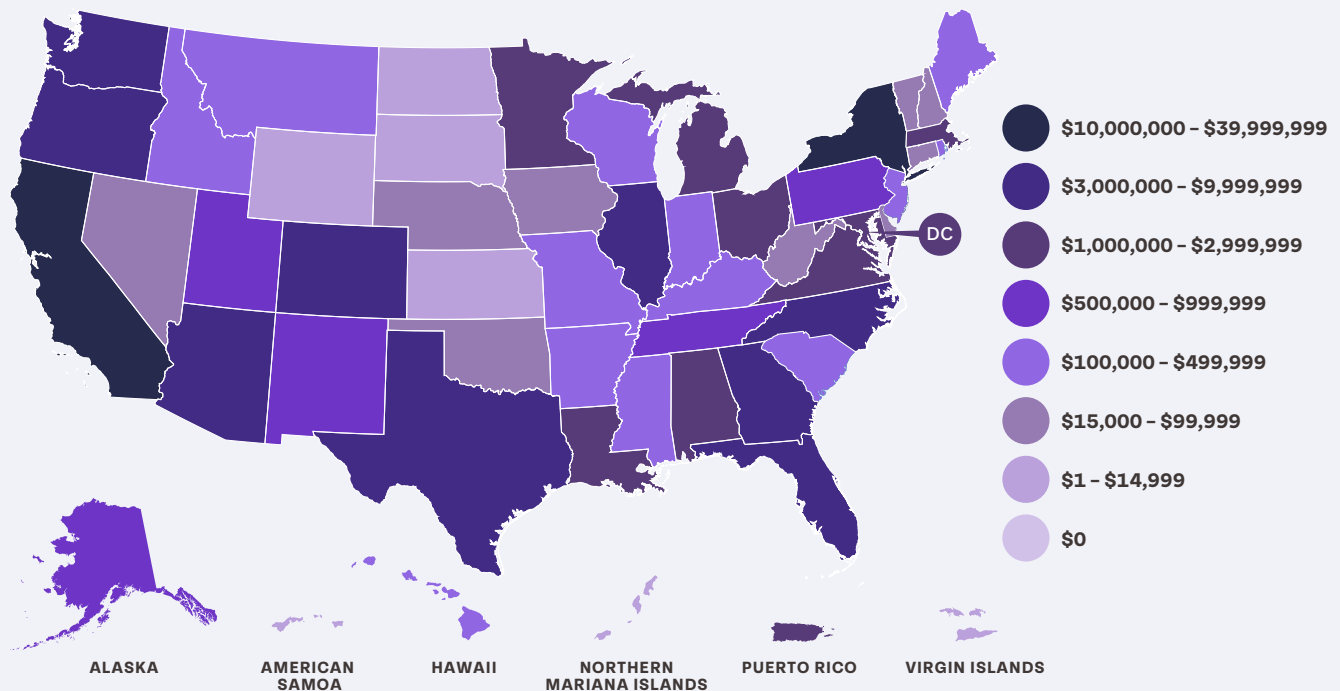 DC
$10,000,000 – $39,999,999
$3,000,000 – $9,999,999
$1,000,000 – $2,999,999
$500,000 – $999,999
$100,000 – $499,999
$15,000 – $99,999
$1 – $14,999
$0
ALASKA
AMERICAN
SAMOA
HAWAII
NORTHERN
MARIANA ISLANDS
PUERTO RICO
VIRGIN ISLANDS